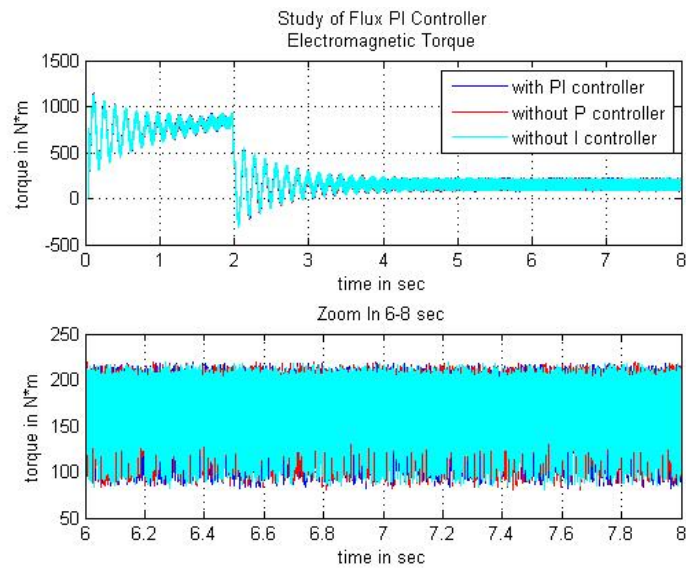 Study of Flux PI Controller
Electromagnetic Torque
1500
1000
500
0
-500
torque in N*m
with PI controller
without P controller
without I controller
0 1 2 3 4 5 6 7 8
time in sec
Zoom In 6-8 sec
250
200
150
100
50
torque in N*m
6 6.2 6.4 6.6 6.8 7 7.2 7.4 7.6 7.8 8
time in sec